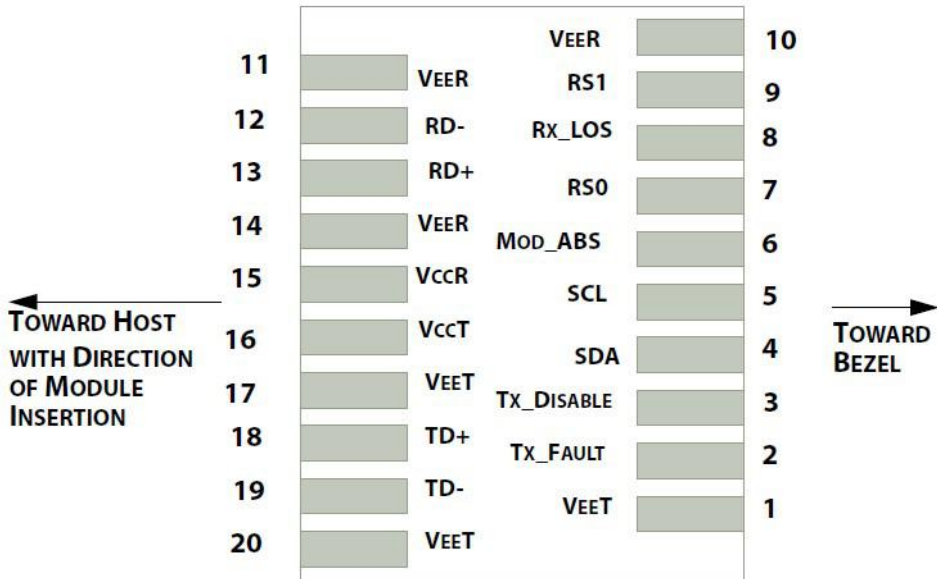 VEER 10
11 VEER
RS1 9
12 RD-
RX_LOS 8
13 RD+
RS0 7
14 VEER
MOD_ABS 6
15 VCCR
SCL 5
16 VCCT
SDA 4
17 VEET
TX_DISABLE 3
18 TD+
TX_FAULT 2
19 TD-
VEET 1
20 VEET
TOWARD HOST
WITH DIRECTION
OF MODULE
INSERTION
TOWARD
BEZEL